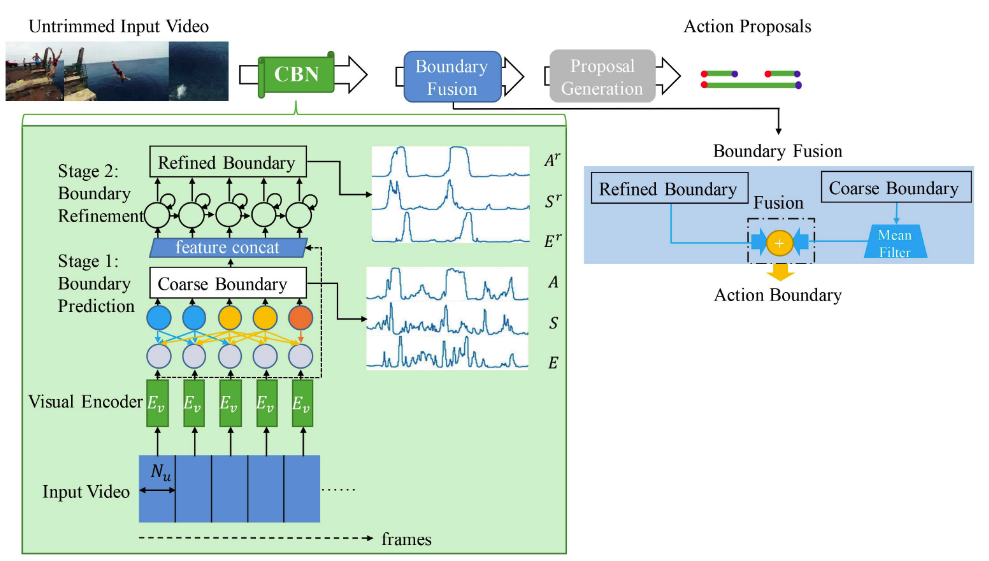 Untrimmed Input Video
Action Proposals
CBN
Boundary
Fusion
Proposal
Generation
Stage 2:
Boundary
Refinement
Refined Boundary
A^r
S^r
E^r
feature concat
Stage 1:
Boundary
Prediction
Coarse Boundary
A
S
E
Visual Encoder
E_v E_v E_v E_v E_v
Input Video
N_u
......
frames
Boundary Fusion
Refined Boundary
Coarse Boundary
Fusion
+
Mean
Filter
Action Boundary